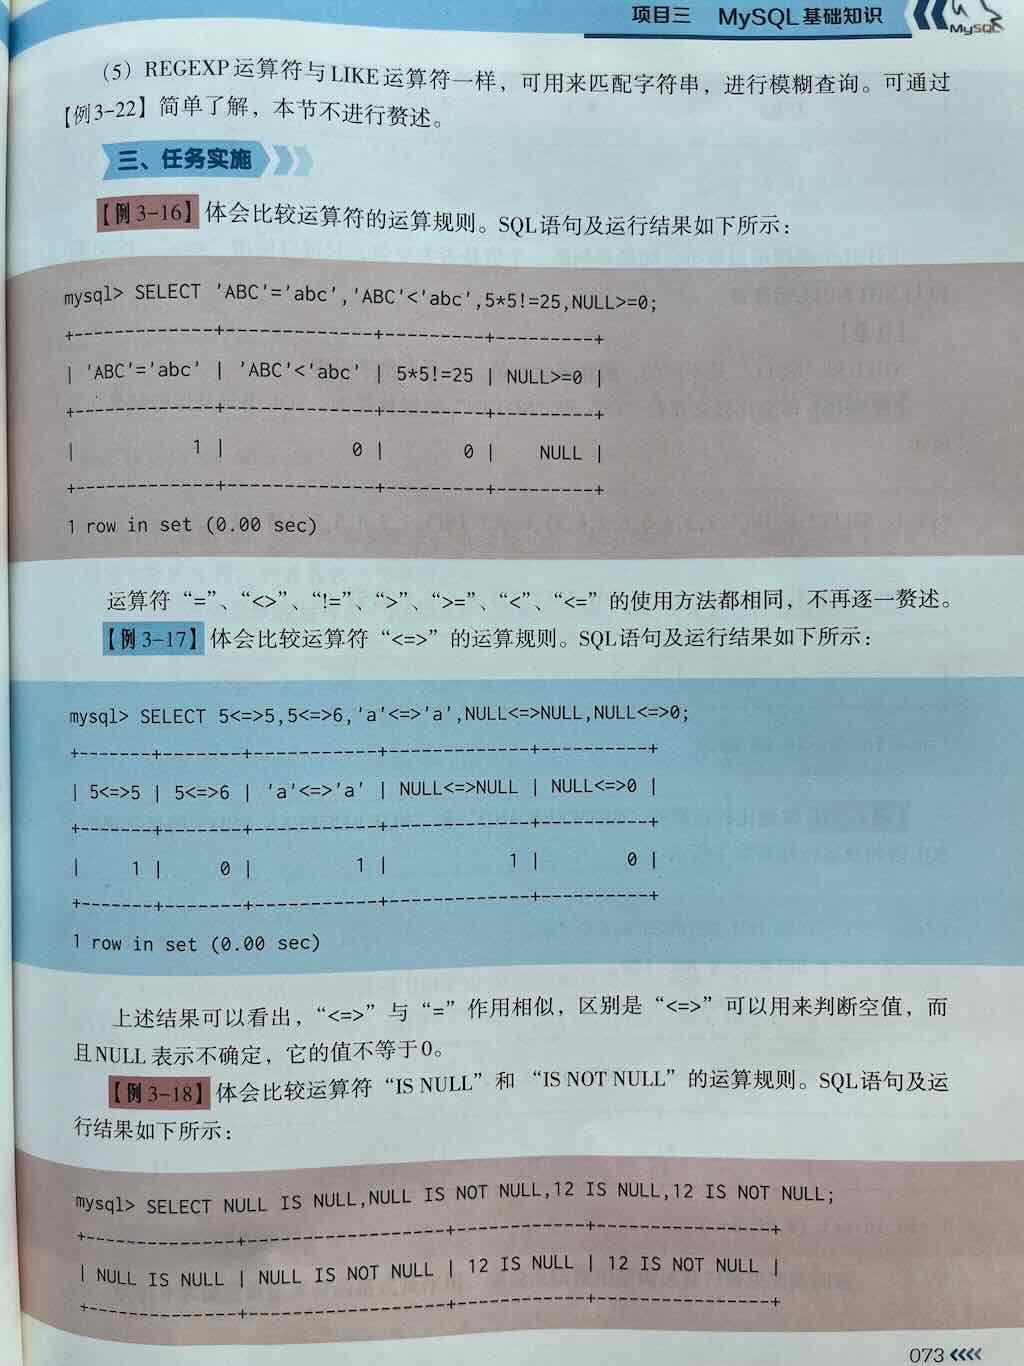 项目三 MySQL基础知识
MySQL
（5）REGEXP运算符与LIKE运算符一样，可用来匹配字符串，进行模糊查询。可通过
【例3-22】简单了解，本节不进行赘述。
三、任务实施
【例3-16】体会比较运算符的运算规则。SQL语句及运行结果如下所示：
mysql> SELECT 'ABC'='abc','ABC'<'abc',5*5!=25,NULL>=0;
+-------------+-------------+---------+---------+
| 'ABC'='abc' | 'ABC'<'abc' | 5*5!=25 | NULL>=0 |
+-------------+-------------+---------+---------+
| 1 | 0 | 0 | NULL |
+-------------+-------------+---------+---------+
1 row in set (0.00 sec)
运算符“=”、“<>”、“!=”、“>”、“>=”、“<”、“<=”的使用方法都相同，不再逐一赘述。
【例3-17】体会比较运算符“<=>”的运算规则。SQL语句及运行结果如下所示：
mysql> SELECT 5<=>5,5<=>6,'a'<=>'a',NULL<=>NULL,NULL<=>0;
+-------+-------+-----------+-------------+----------+
| 5<=>5 | 5<=>6 | 'a'<=>'a' | NULL<=>NULL | NULL<=>0 |
+-------+-------+-----------+-------------+----------+
| 1 | 0 | 1 | 1 | 0 |
+-------+-------+-----------+-------------+----------+
1 row in set (0.00 sec)
上述结果可以看出，“<=>”与“=”作用相似，区别是“<=>”可以用来判断空值，而
且NULL表示不确定，它的值不等于0。
【例3-18】体会比较运算符“IS NULL”和“IS NOT NULL”的运算规则。SQL语句及运
行结果如下所示：
mysql> SELECT NULL IS NULL,NULL IS NOT NULL,12 IS NULL,12 IS NOT NULL;
+--------------+------------------+------------+----------------+
| NULL IS NULL | NULL IS NOT NULL | 12 IS NULL | 12 IS NOT NULL |
+--------------+------------------+------------+----------------+
073